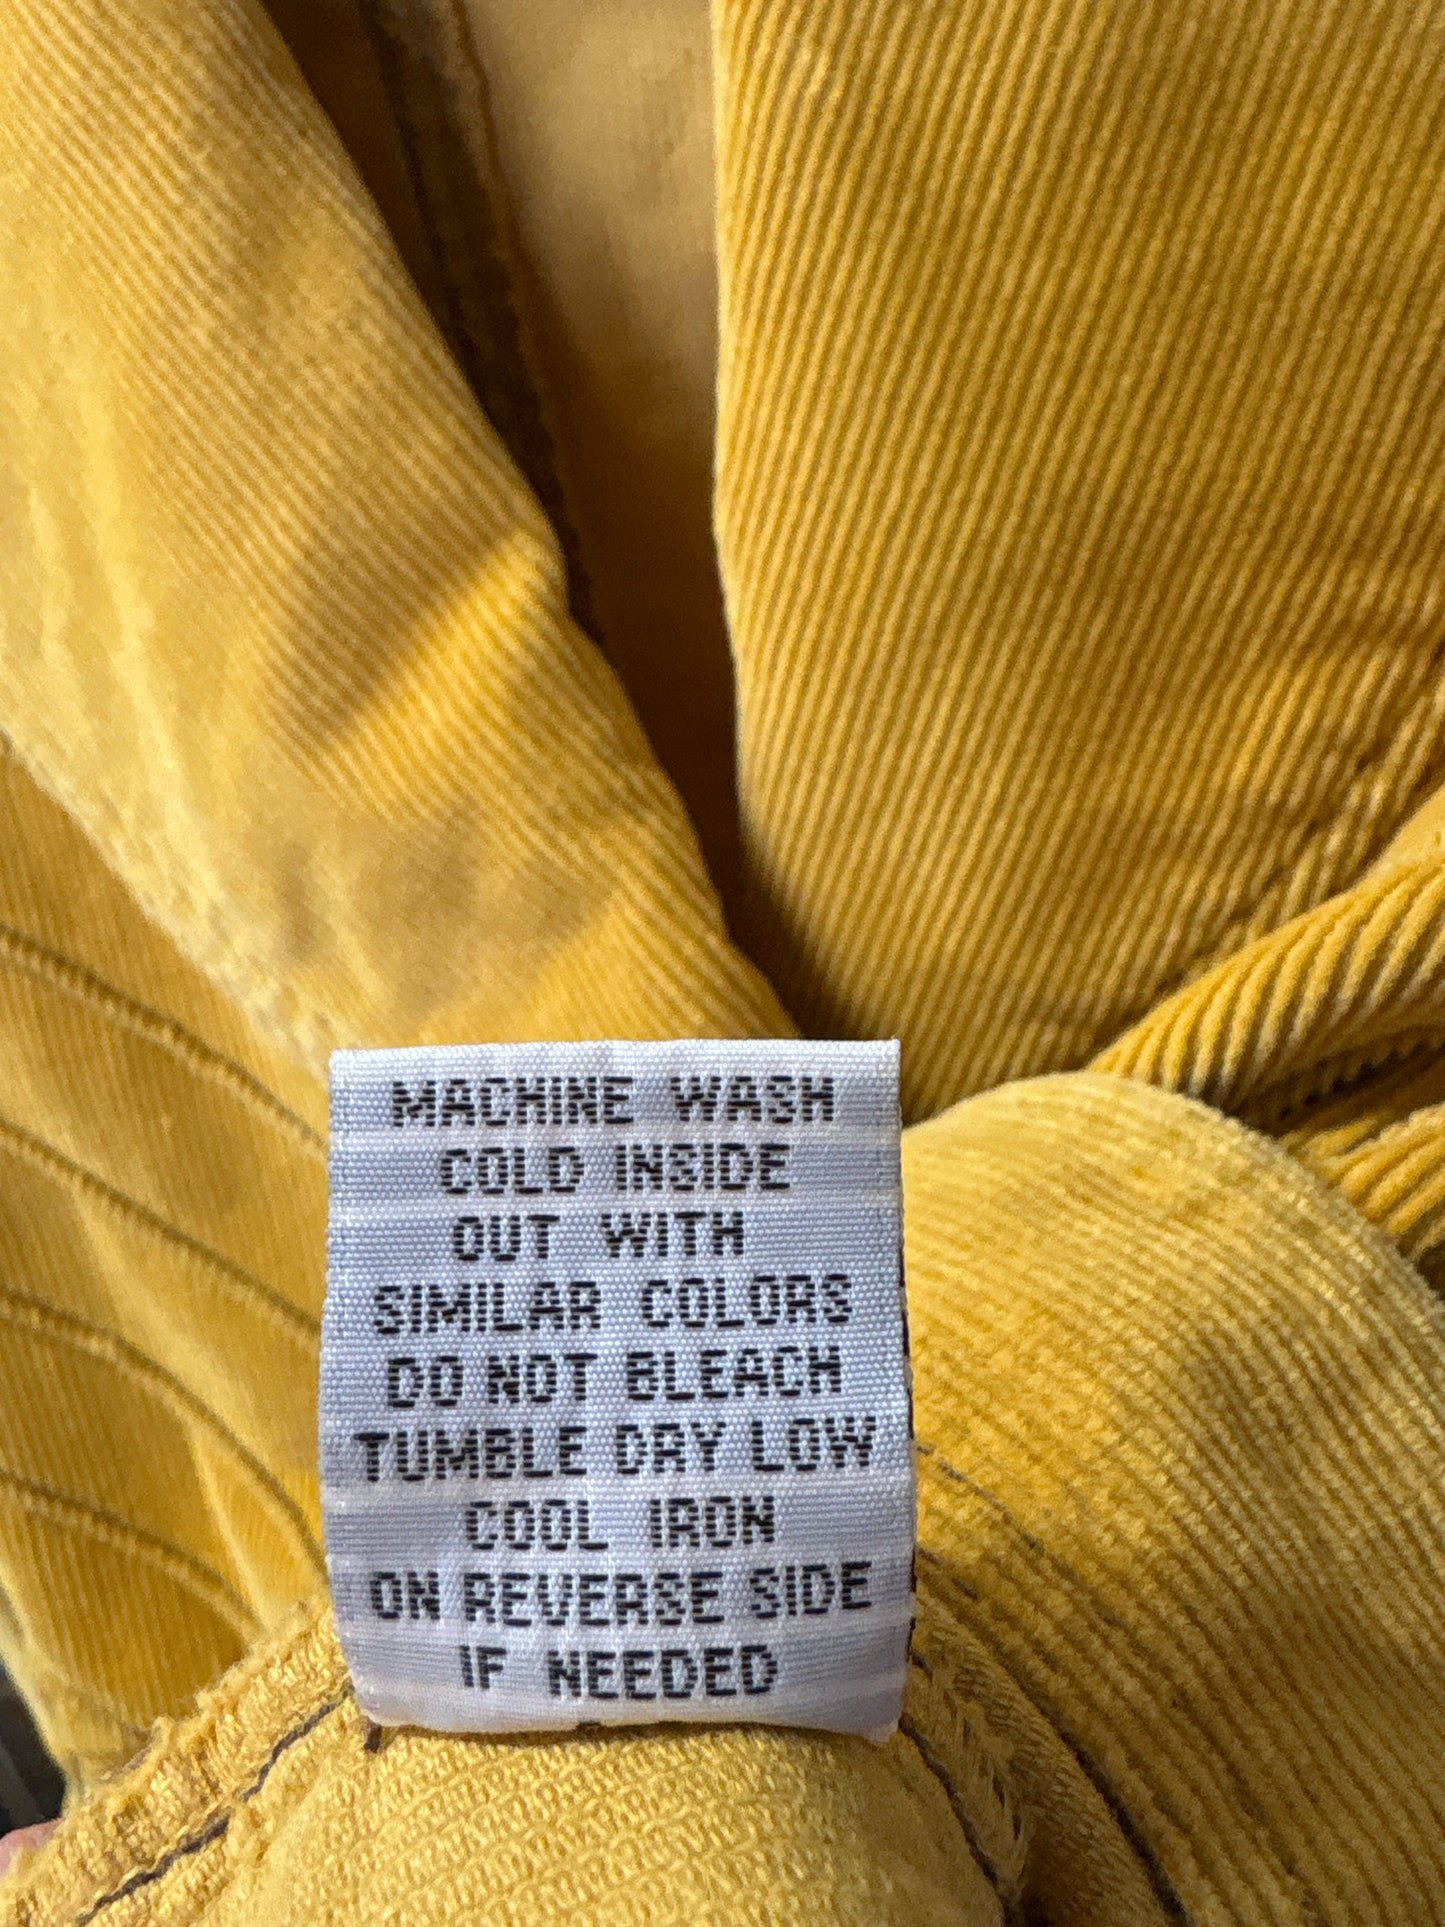 MACHINE WASH
COLD INSIDE
OUT WITH
SIMILAR COLORS
DO NOT BLEACH
TUMBLE DRY LOW
COOL IRON
ON REVERSE SIDE
IF NEEDED